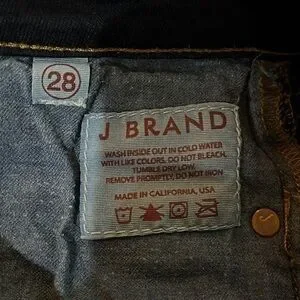 28
J BRAND
WASH INSIDE OUT IN COLD WATER
WITH LIKE COLORS. DO NOT BLEACH.
TUMBLE DRY LOW.
REMOVE PROMPTLY, DO NOT IRON
MADE IN CALIFORNIA, USA